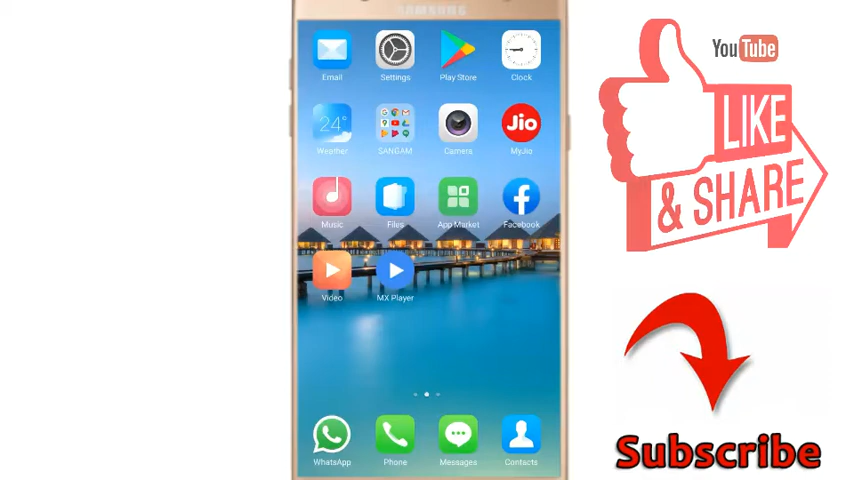 SAMSUNG
Email Settings Play Store Clock
24°
Weather SANGAM Camera MyJio
Jio
Music Files App Market Facebook
Video MX Player
WhatsApp Phone Messages Contacts
YouTube
LIKE
& SHARE
Subscribe